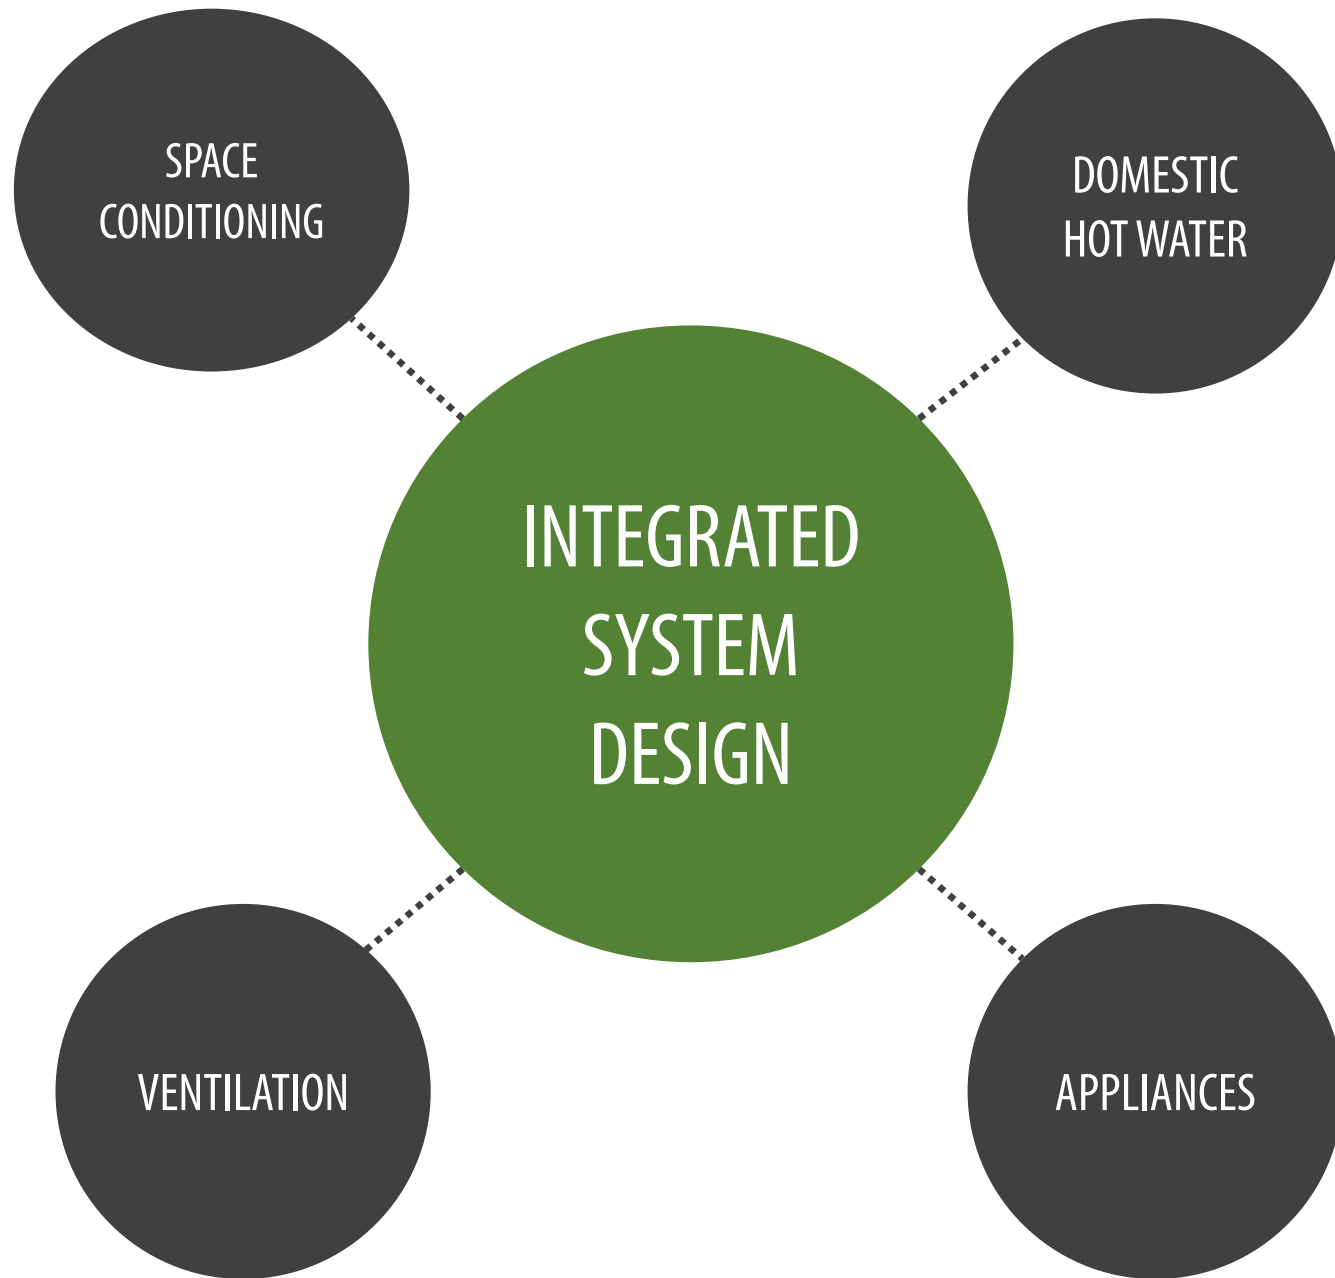 SPACE
CONDITIONING
DOMESTIC
HOT WATER
INTEGRATED
SYSTEM
DESIGN
VENTILATION
APPLIANCES